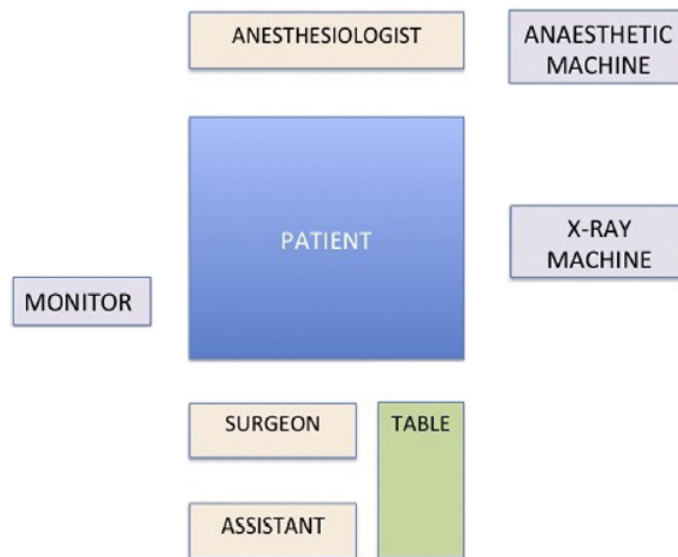 ANESTHESIOLOGIST
ANAESTHETIC
MACHINE
PATIENT
X-RAY
MACHINE
MONITOR
SURGEON
TABLE
ASSISTANT